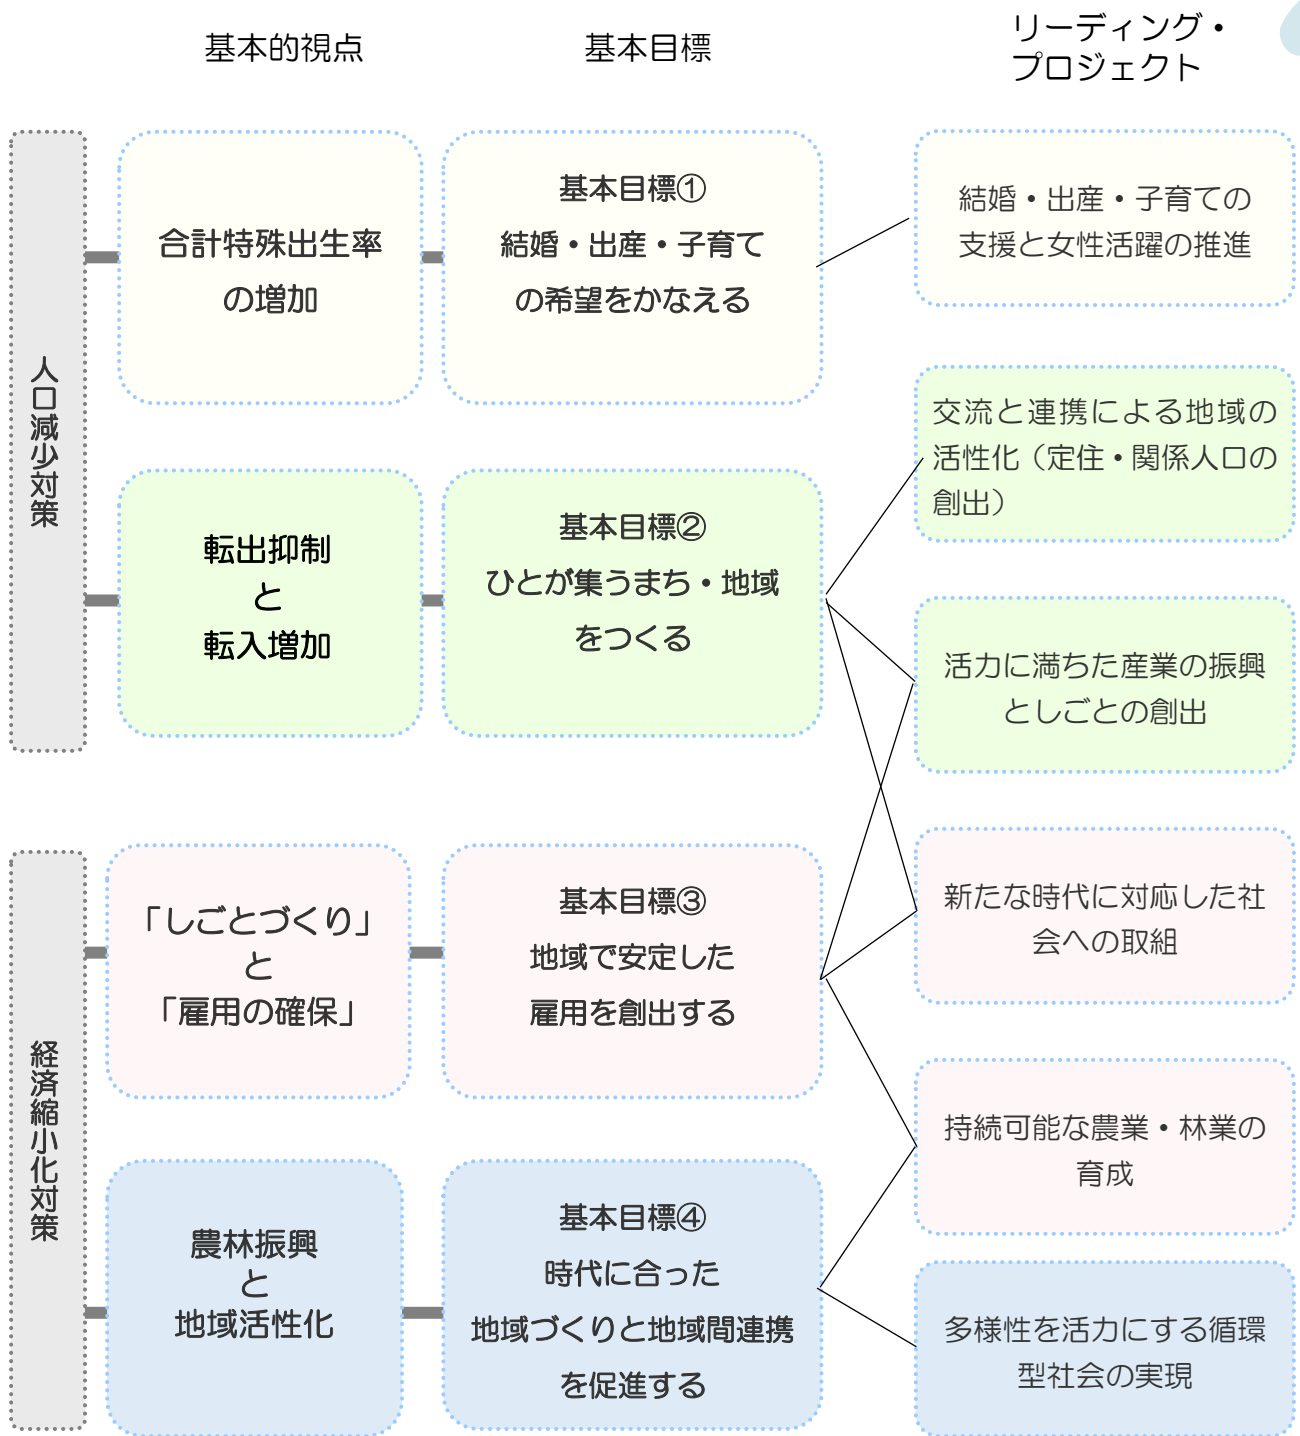 基本的視点
基本目標
リーディング・
プロジェクト
人口減少対策
合計特殊出生率
の増加
基本目標①
結婚・出産・子育て
の希望をかなえる
結婚・出産・子育ての
支援と女性活躍の推進
転出抑制
と
転入増加
基本目標②
ひとが集うまち・地域
をつくる
交流と連携による地域の
活性化（定住・関係人口の
創出）
活力に満ちた産業の振興
としごとの創出
経済縮小化対策
「しごとづくり」
と
「雇用の確保」
基本目標③
地域で安定した
雇用を創出する
新たな時代に対応した社
会への取組
持続可能な農業・林業の
育成
農林振興
と
地域活性化
基本目標④
時代に合った
地域づくりと地域間連携
を促進する
多様性を活力にする循環
型社会の実現